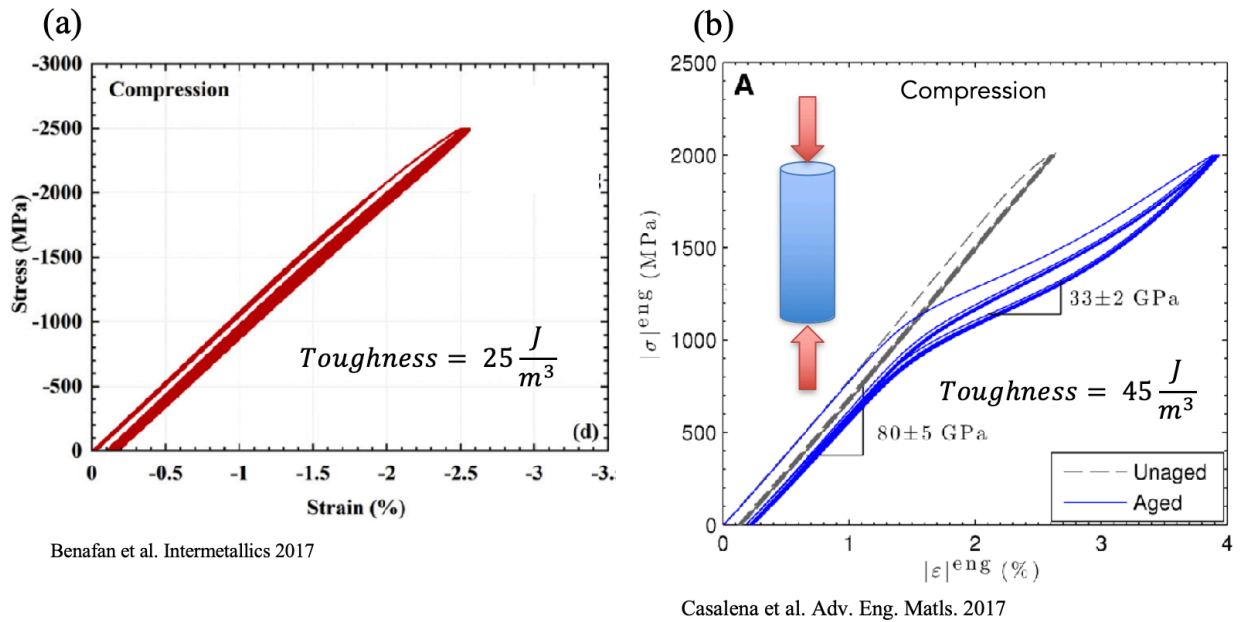 (a)
-3000
-2500
-2000
-1500
-1000
-500
0
Stress (MPa)
Compression
Toughness = 25 J/m³
(d)
0 -0.5 -1 -1.5 -2 -2.5 -3 -3.5
Strain (%)
Benafan et al. Intermetallics 2017
(b)
2500
2000
1500
1000
500
0
|σ|^eng (MPa)
A
Compression
33±2 GPa
Toughness = 45 J/m³
80±5 GPa
Unaged
Aged
0 1 2 3 4
|ε|^eng (%)
Casalena et al. Adv. Eng. Matls. 2017